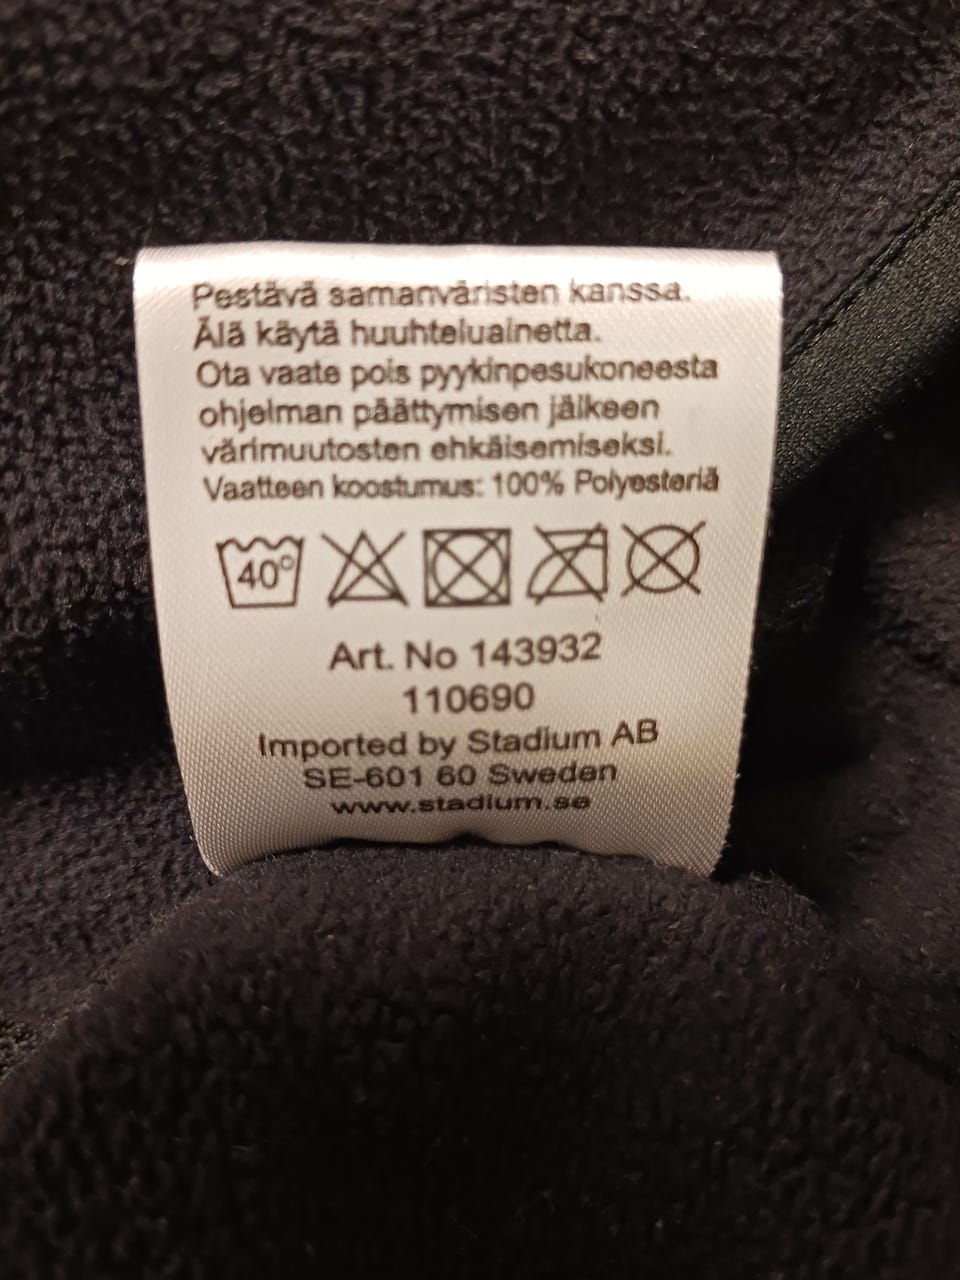 Pestävä samanväristen kanssa.
Älä käytä huuhteluainetta.
Ota vaate pois pyykinpesukoneesta
ohjelman päättymisen jälkeen
värimuutosten ehkäisemiseksi.
Vaatteen koostumus: 100% Polyesteriä
40°
Art. No 143932
110690
Imported by Stadium AB
SE-601 60 Sweden
www.stadium.se